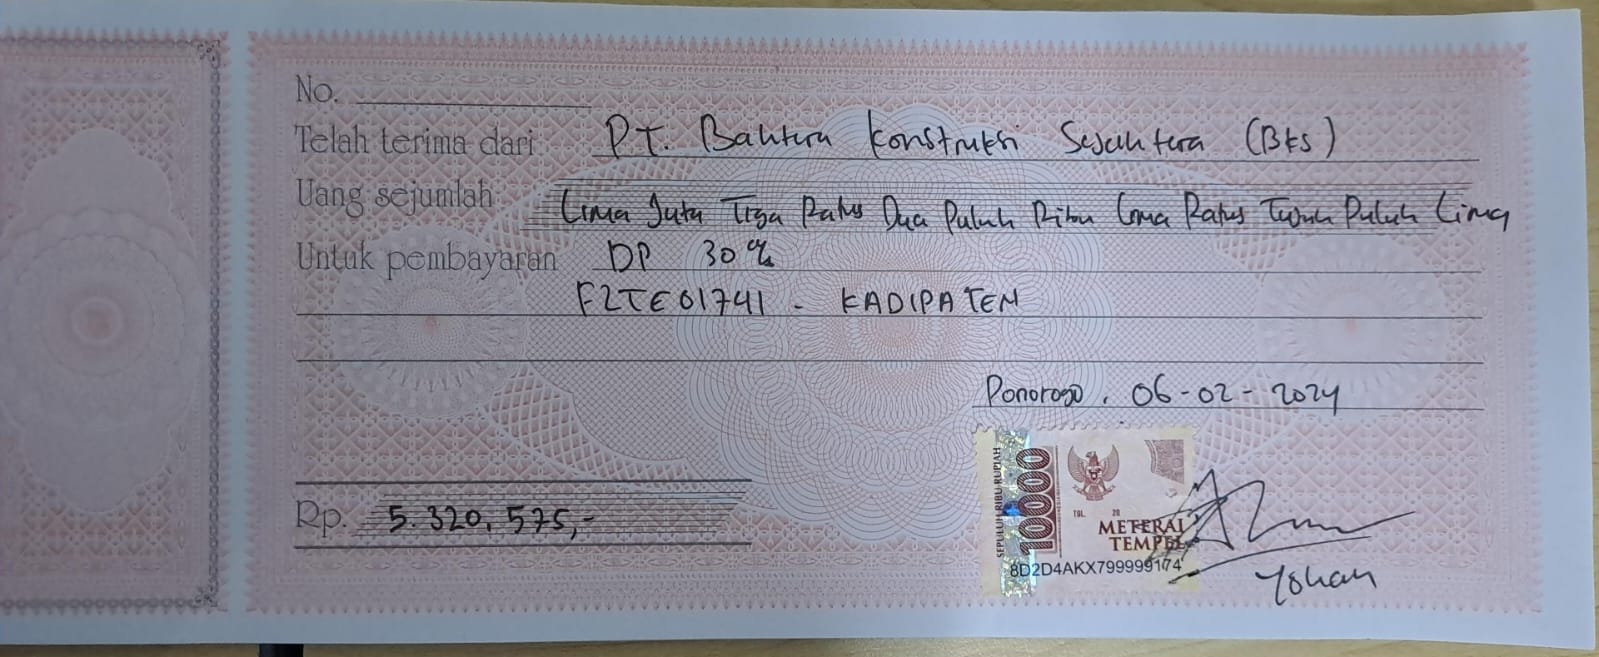 No.
Telah terima dari PT. Bahtera Konstruksi Sejahtera (BKS)
Uang sejumlah Lima Juta Tiga Ratus Dua Puluh Ribu Lima Ratus Tujuh Puluh Lima
Untuk pembayaran DP 30%
F2TE01741 - KADIPATEN
Ponorogo, 06-02-2024
SEPULUH RIBU RUPIAH
10000
TGL. 20
METERAI
TEMPEL
8D2D4AKX799999174
Rp. 5.320,575,-
Yohan